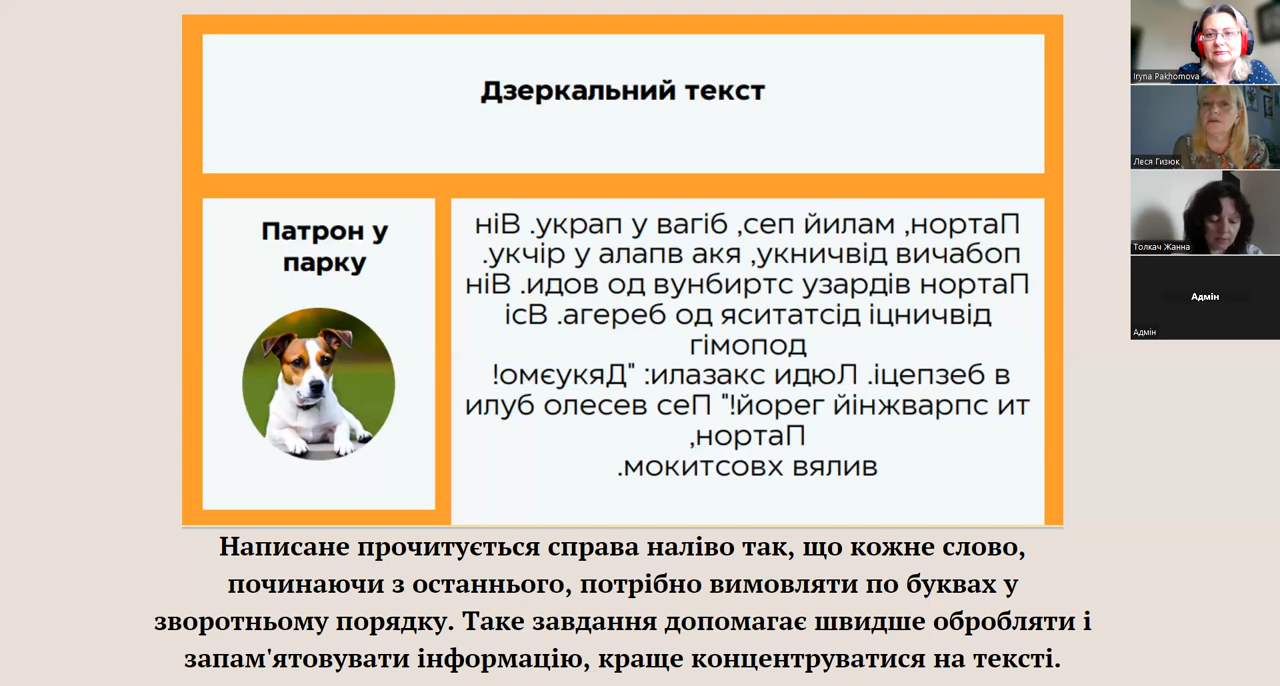 Дзеркальний текст
Патрон у
парку
ніВ .украп у вагіб ,сеп йилам ,нортаП
.укчір у алапв акя ,укничвід вичабоп
ніВ .идов од вунбиртс узардів нортаП
ісВ .агереб од яситатсід іцничвід
гімопод
!омєукяД" :илазакс идюЛ .іцепзеб в
илуб олесев сеП "!йорег йінжварпс ит
,нортаП
.мокитсовх вялив
Написане прочитується справа наліво так, що кожне слово,
починаючи з останнього, потрібно вимовляти по буквах у
зворотньому порядку. Таке завдання допомагає швидше обробляти і
запам'ятовувати інформацію, краще концентруватися на тексті.
Iryna Pakhomova
Леся Гизюк
Толкач Жанна
Адмін
Адмін